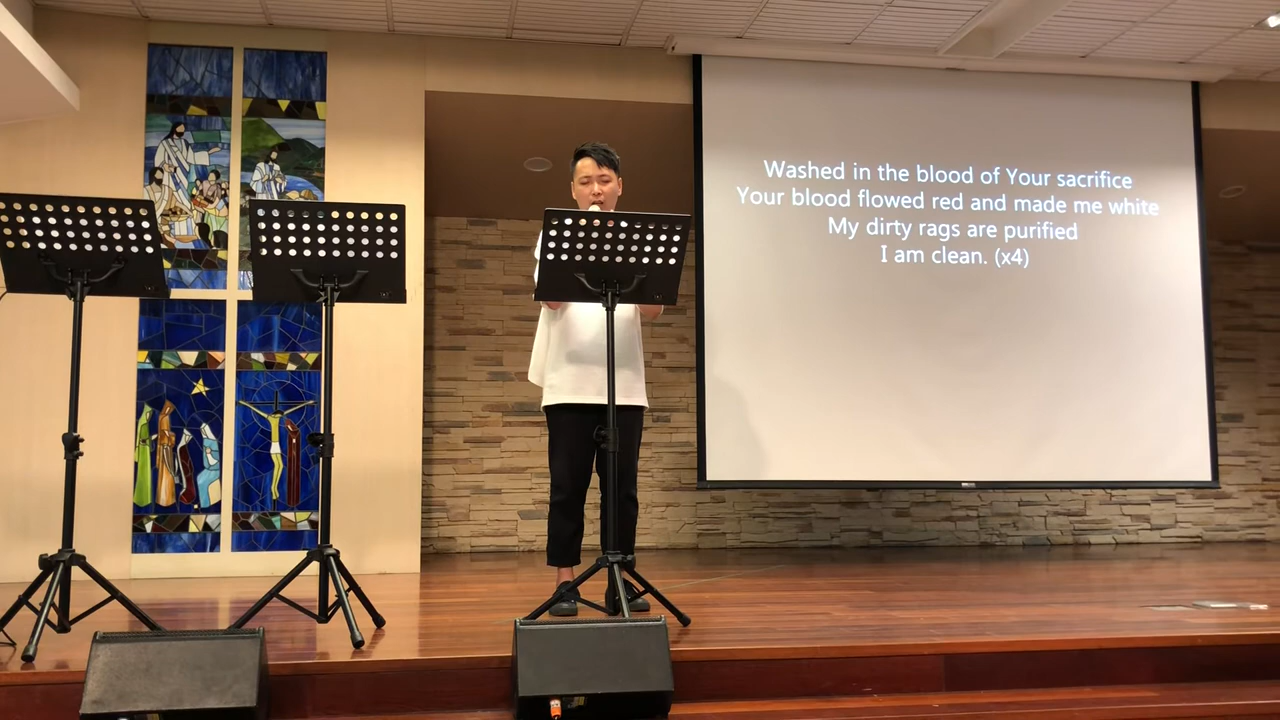 Washed in the blood of Your sacrifice
Your blood flowed red and made me white
My dirty rags are purified
I am clean. (x4)